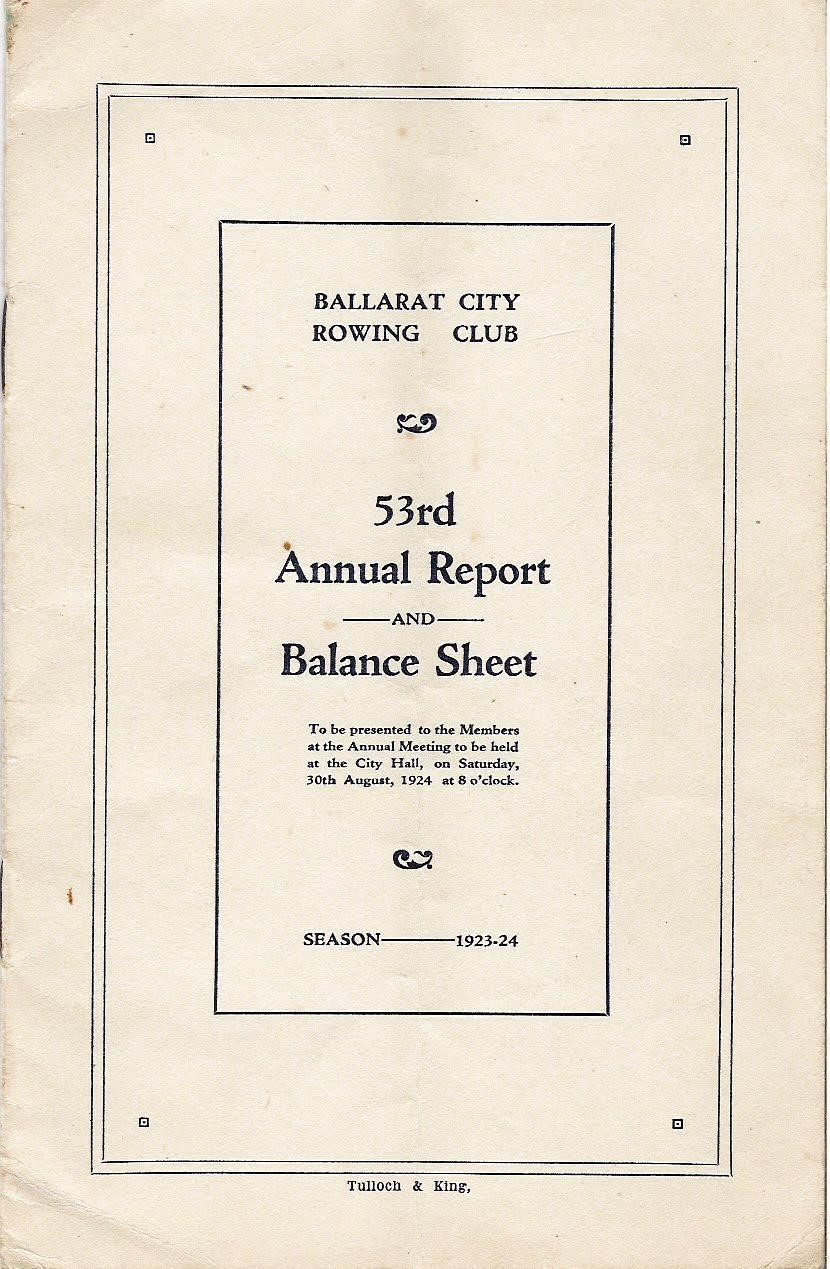 BALLARAT CITY
ROWING CLUB
53rd
Annual Report
—AND—
Balance Sheet
To be presented to the Members
at the Annual Meeting to be held
at the City Hall, on Saturday,
30th August, 1924 at 8 o'clock.
SEASON—1923-24
Tulloch & King,